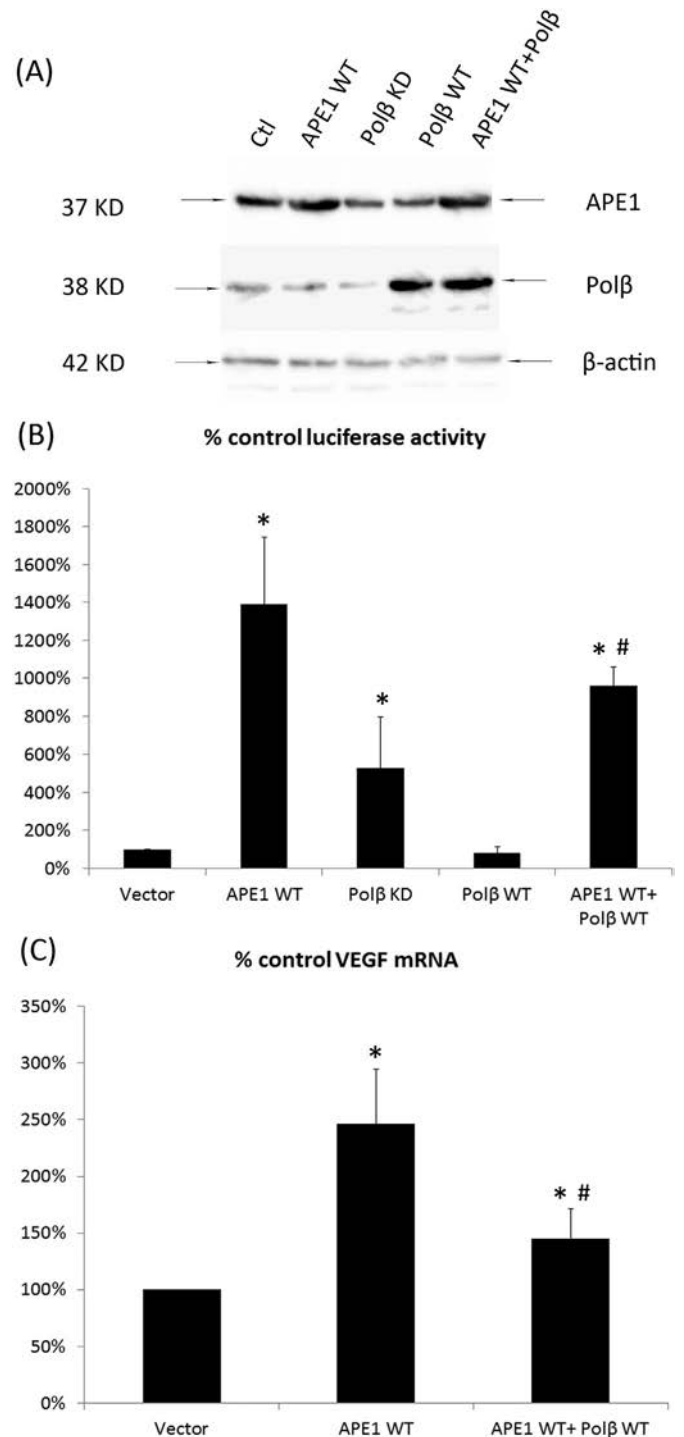 (A)
Ctl APE1 WT Polβ KD Polβ WT APE1 WT+Polβ
37 KD APE1
38 KD Polβ
42 KD β-actin
(B)
% control luciferase activity
2000%
1800%
1600%
1400%
1200%
1000%
800%
600%
400%
200%
0%
*
*
* #
Vector APE1 WT Polβ KD Polβ WT APE1 WT+
Polβ WT
(C)
% control VEGF mRNA
350%
300%
250%
200%
150%
100%
50%
0%
*
* #
Vector APE1 WT APE1 WT+ Polβ WT